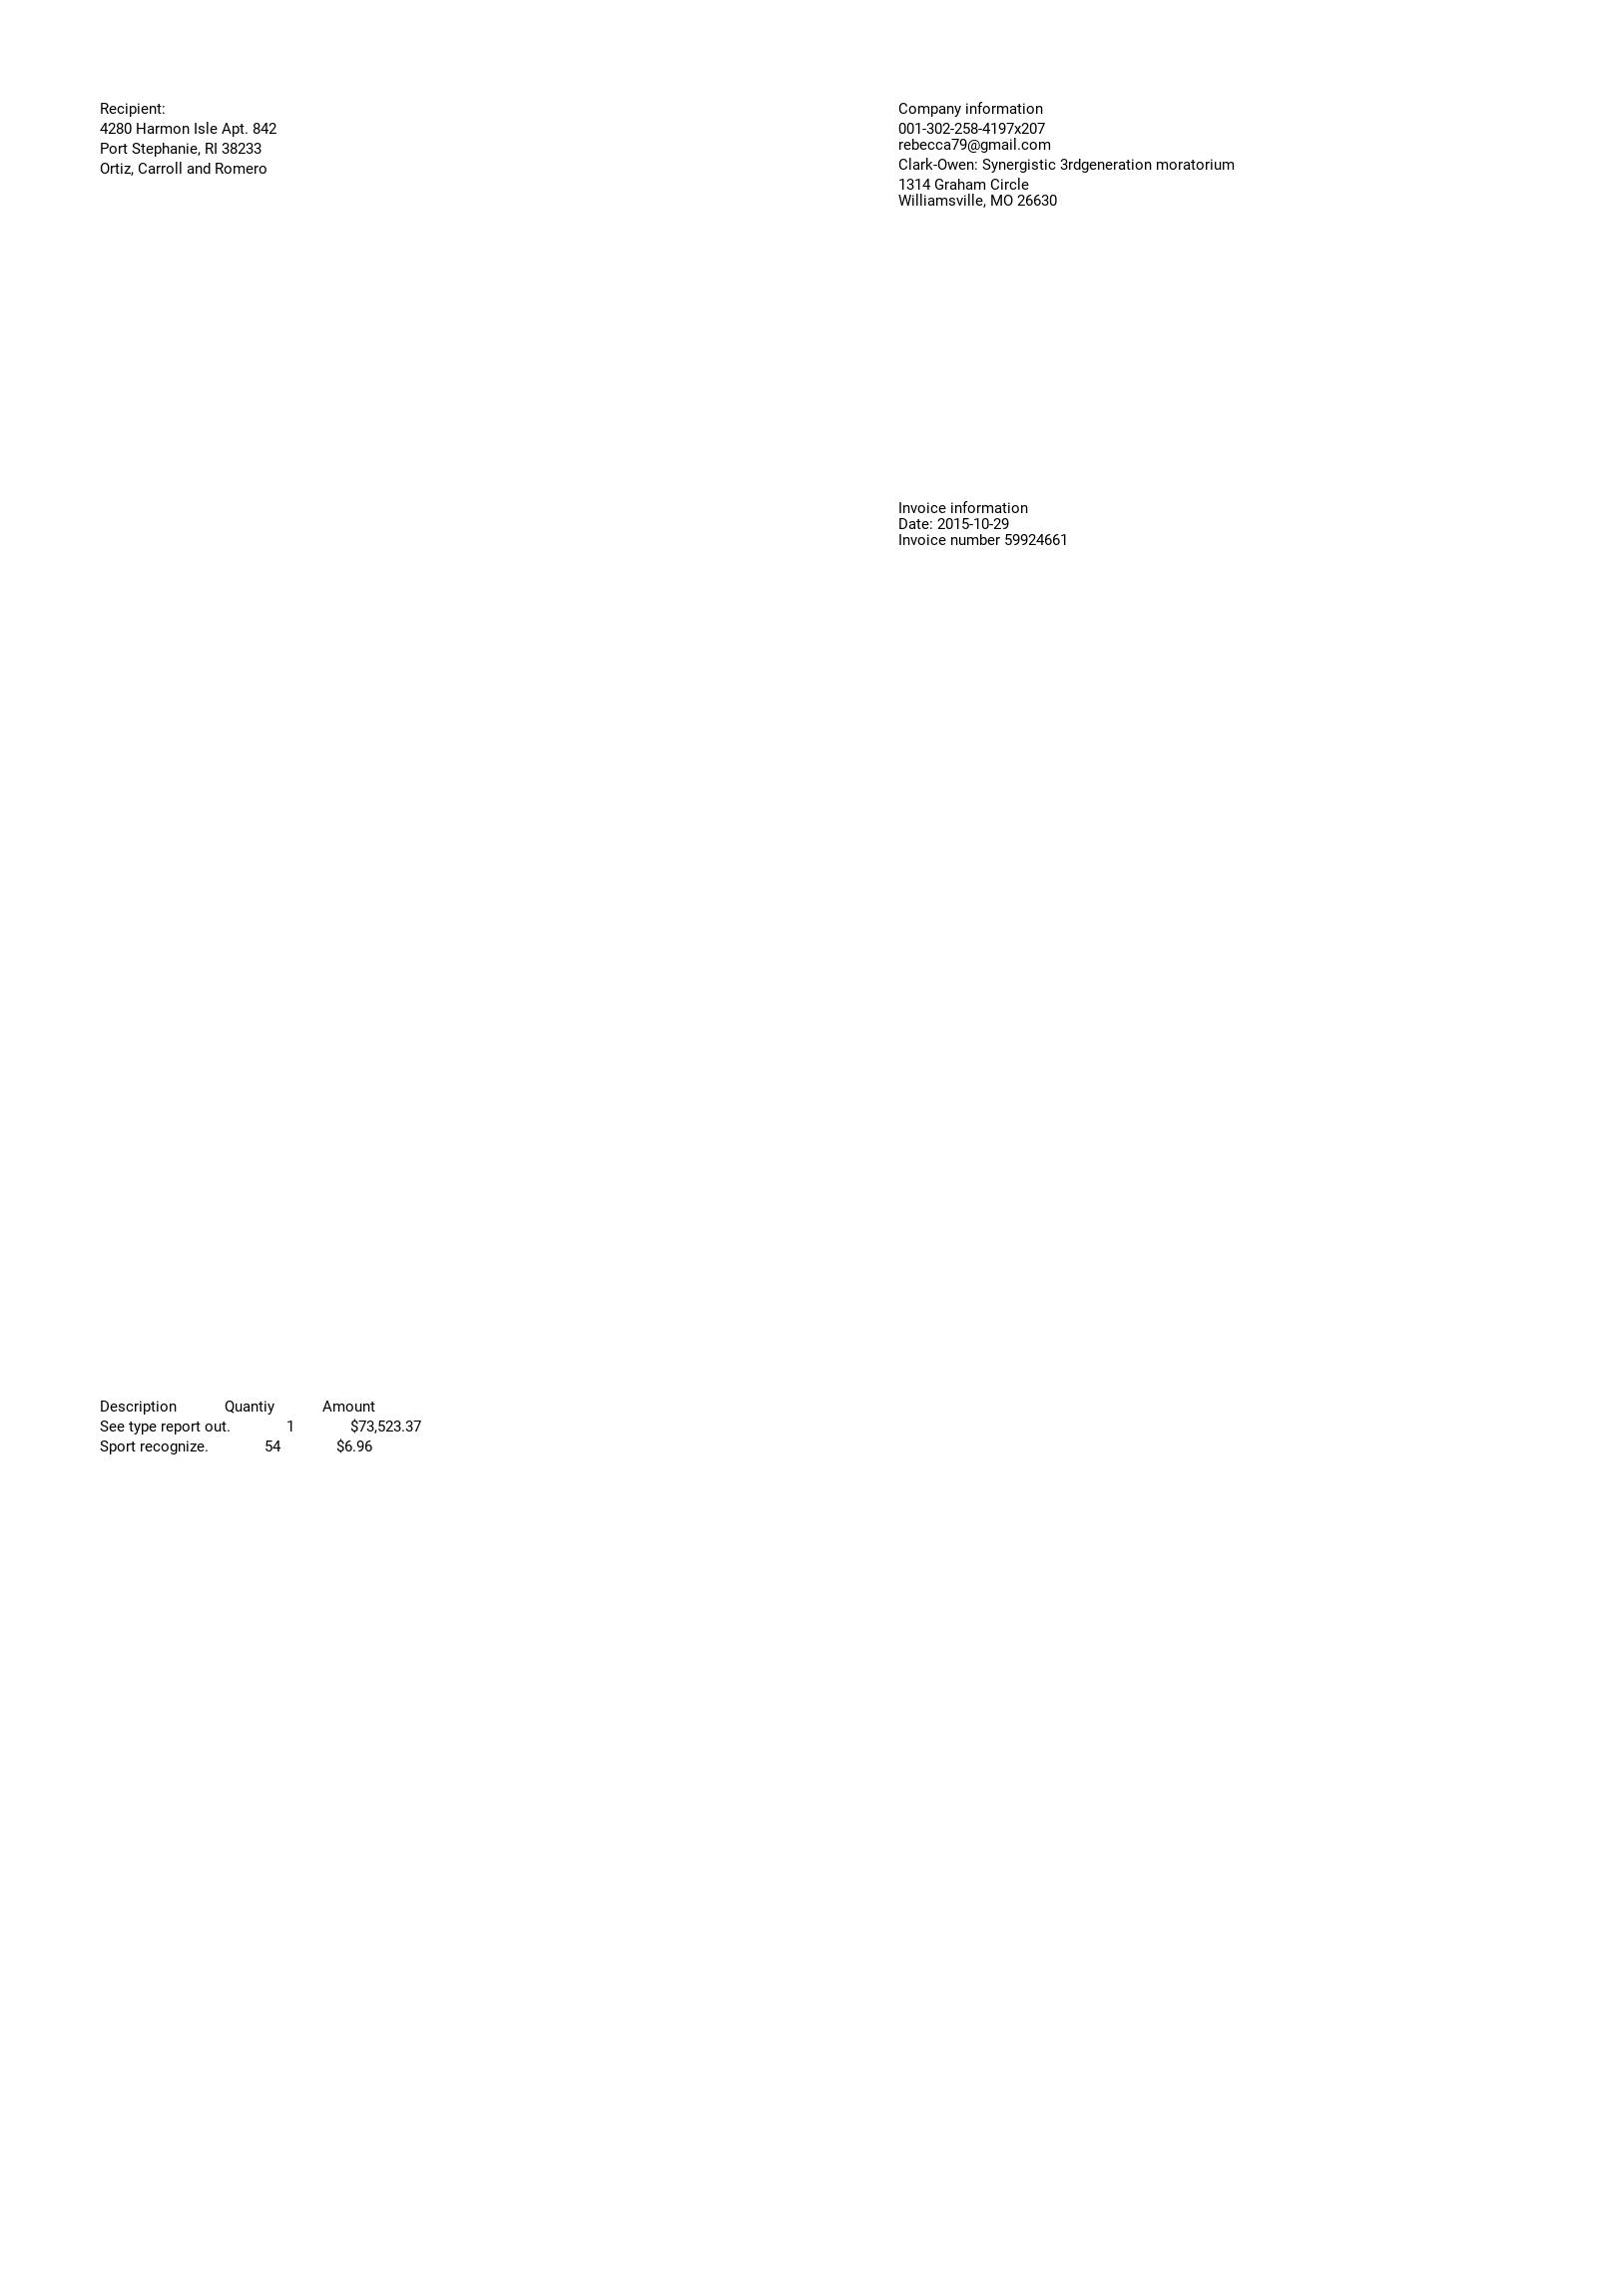 Recipient:
4280 Harmon Isle Apt. 842
Port Stephanie, RI 38233
Ortiz, Carroll and Romero
Company information
001-302-258-4197x207
rebecca79@gmail.com
Clark-Owen: Synergistic 3rdgeneration moratorium
1314 Graham Circle
Williamsville, MO 26630
Invoice information
Date: 2015-10-29
Invoice number 59924661
Description Quantiy Amount
See type report out. 1 $73,523.37
Sport recognize. 54 $6.96